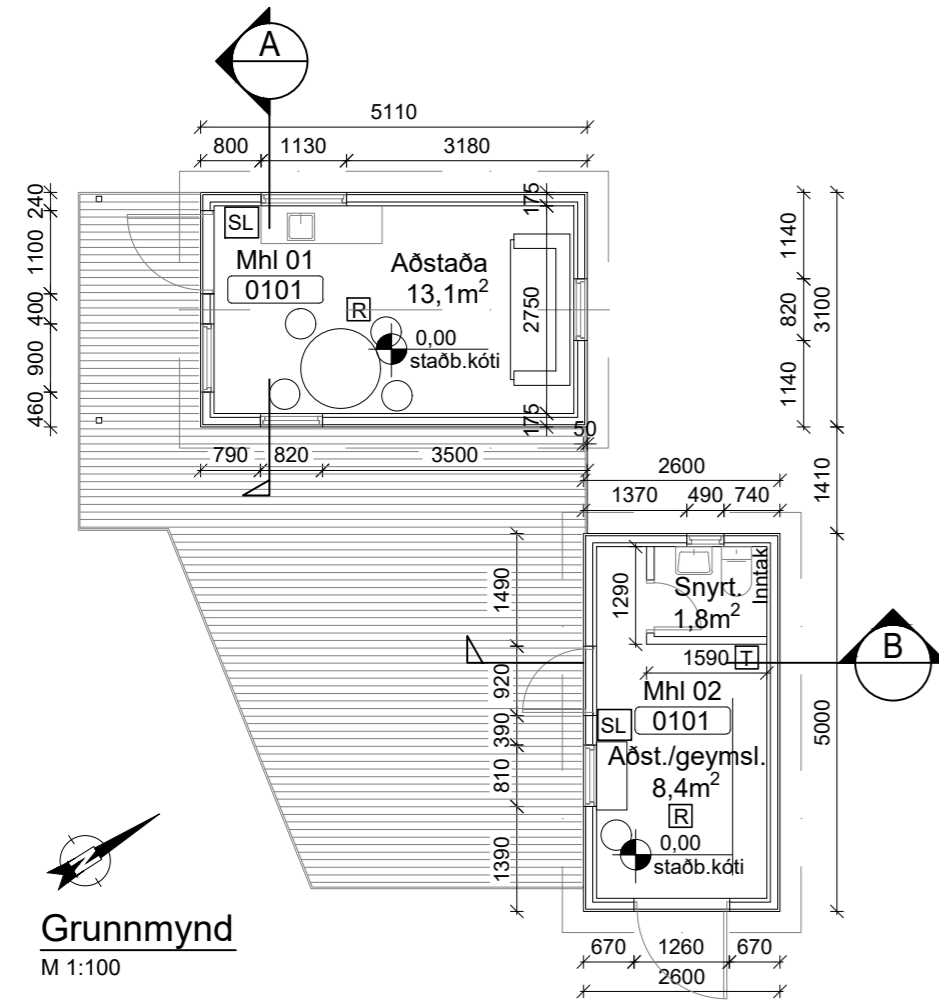 A
5110
800 1130 3180
240
1100
400
900
460
175
SL
Mhl 01
0101
Aðstaða
13,1m²
R
2750
0,00
staðb.kóti
175
50
1140
820
1140
3100
1410
5000
790 820 3500
2600
1370 490 740
1490
920
390
810
1390
1290
Snyrt.
1,8m²
Inntak
1590
T
B
Mhl 02
0101
SL
Aðst./geymsl.
8,4m²
R
0,00
staðb.kóti
670 1260 670
2600
Grunnmynd
M 1:100